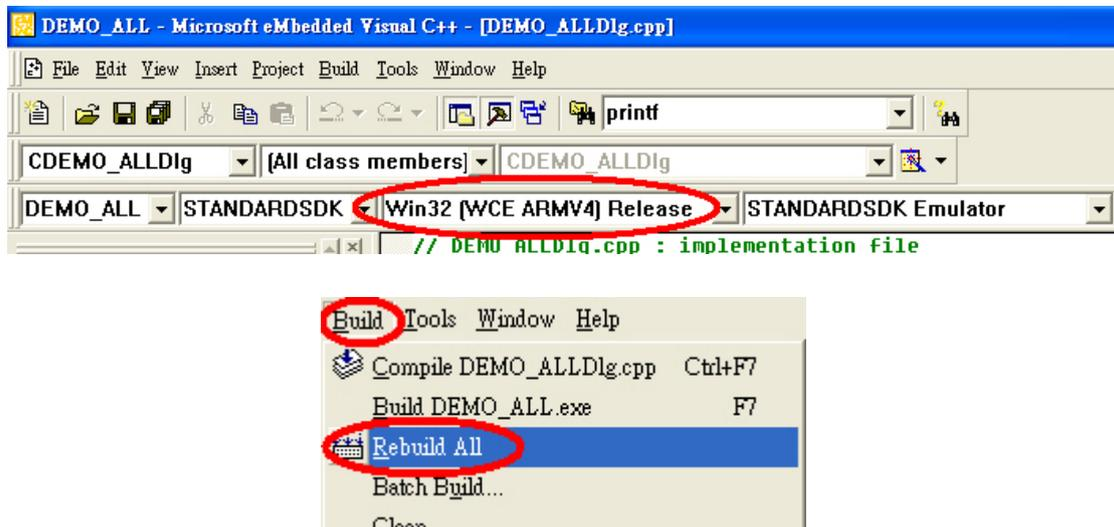 DEMO_ALL - Microsoft eMbedded Visual C++ - [DEMO_ALLDlg.cpp]
File Edit View Insert Project Build Tools Window Help
printf
CDEMO_ALLDlg (All class members) CDEMO_ALLDlg
DEMO_ALL STANDARDSDK Win32 (WCE ARMV4) Release STANDARDSDK Emulator
// DEMO_ALLDlg.cpp : implementation file
Build Tools Window Help
Compile DEMO_ALLDlg.cpp Ctrl+F7
Build DEMO_ALL.exe F7
Rebuild All
Batch Build...
Clean